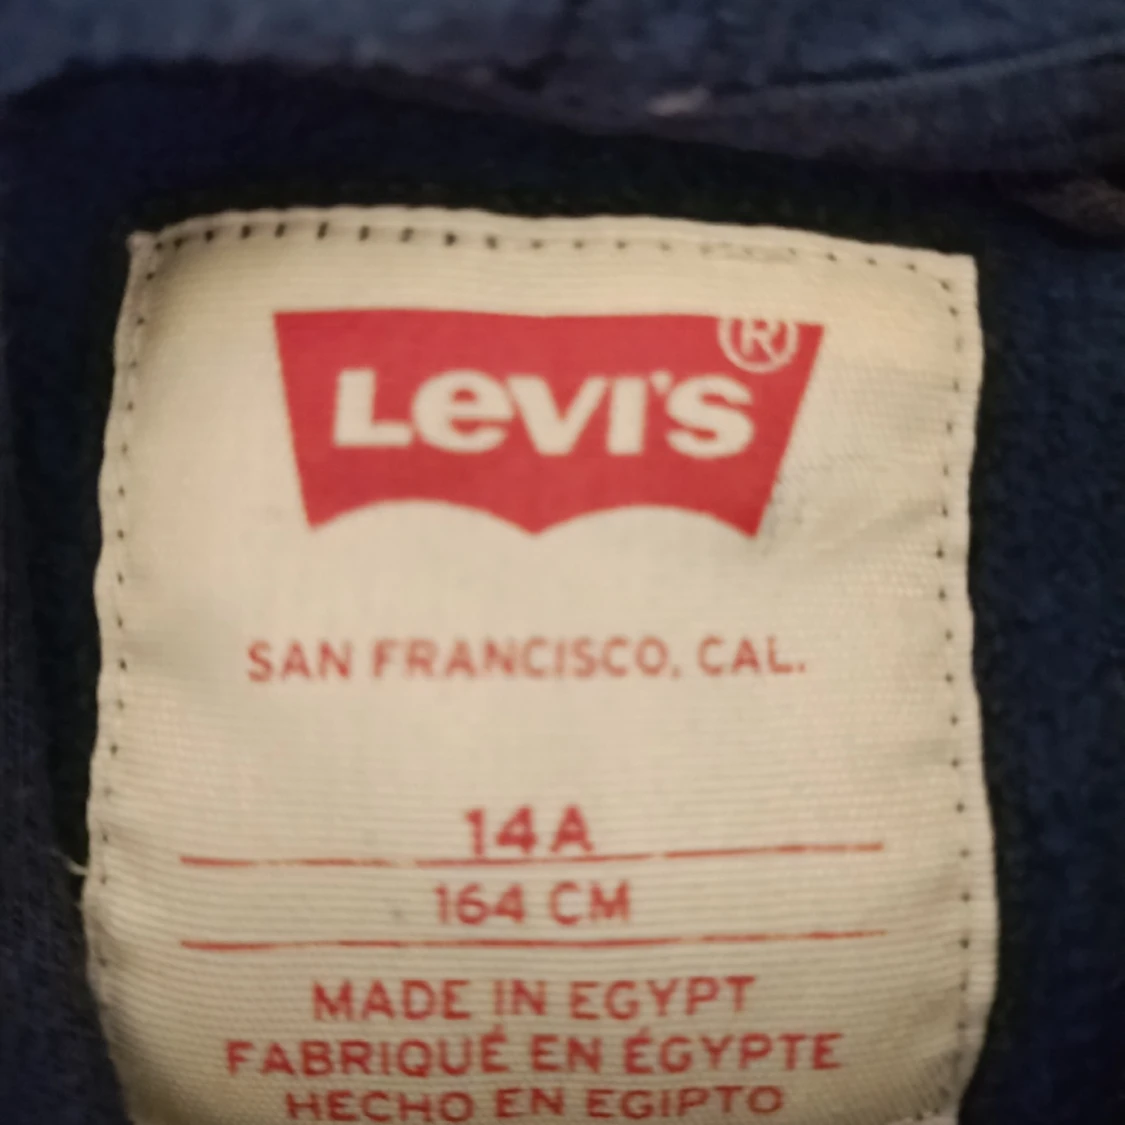 Levi's ®
SAN FRANCISCO, CAL.
14A
164 CM
MADE IN EGYPT
FABRIQUÉ EN ÉGYPTE
HECHO EN EGIPTO